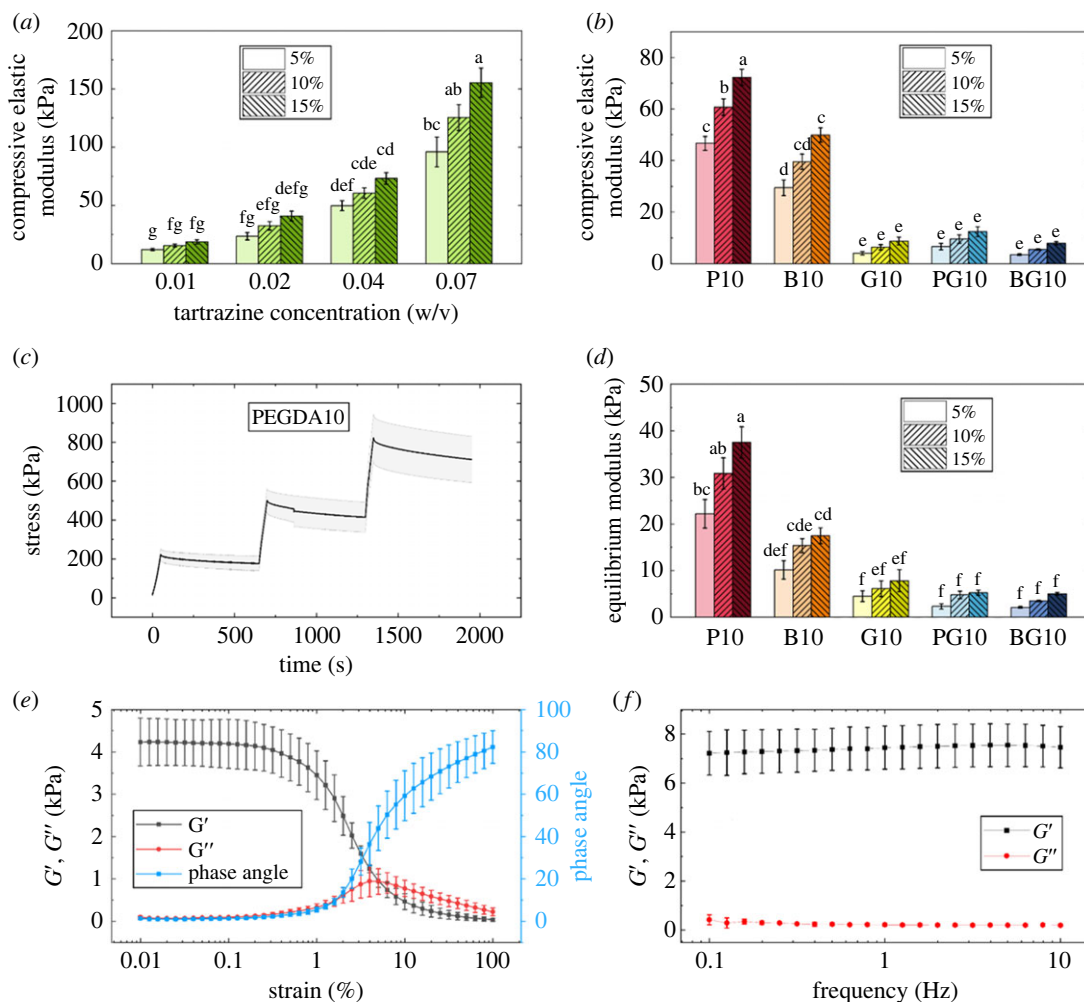 (a)
compressive elastic
modulus (kPa)
200
150
100
50
0
5%
10%
15%
g fg fg
fg efg defg
def cde cd
bc ab a
0.01 0.02 0.04 0.07
tartrazine concentration (w/v)
(b)
compressive elastic
modulus (kPa)
80
60
40
20
0
5%
10%
15%
c b a
d cd c
e e e
e e e
e e e
P10 B10 G10 PG10 BG10
(c)
stress (kPa)
1000
800
600
400
200
0
PEGDA10
0 500 1000 1500 2000
time (s)
(d)
equilibrium modulus (kPa)
50
40
30
20
10
0
5%
10%
15%
bc ab a
def cde cd
f ef ef
f f f
f f f
P10 B10 G10 PG10 BG10
(e)
G′, G″ (kPa)
5
4
3
2
1
0
G′
G″
phase angle
100
80
60
40
20
0
phase angle
0.01 0.1 1 10 100
strain (%)
(f)
G′, G″ (kPa)
8
6
4
2
0
G′
G″
0.1 1 10
frequency (Hz)